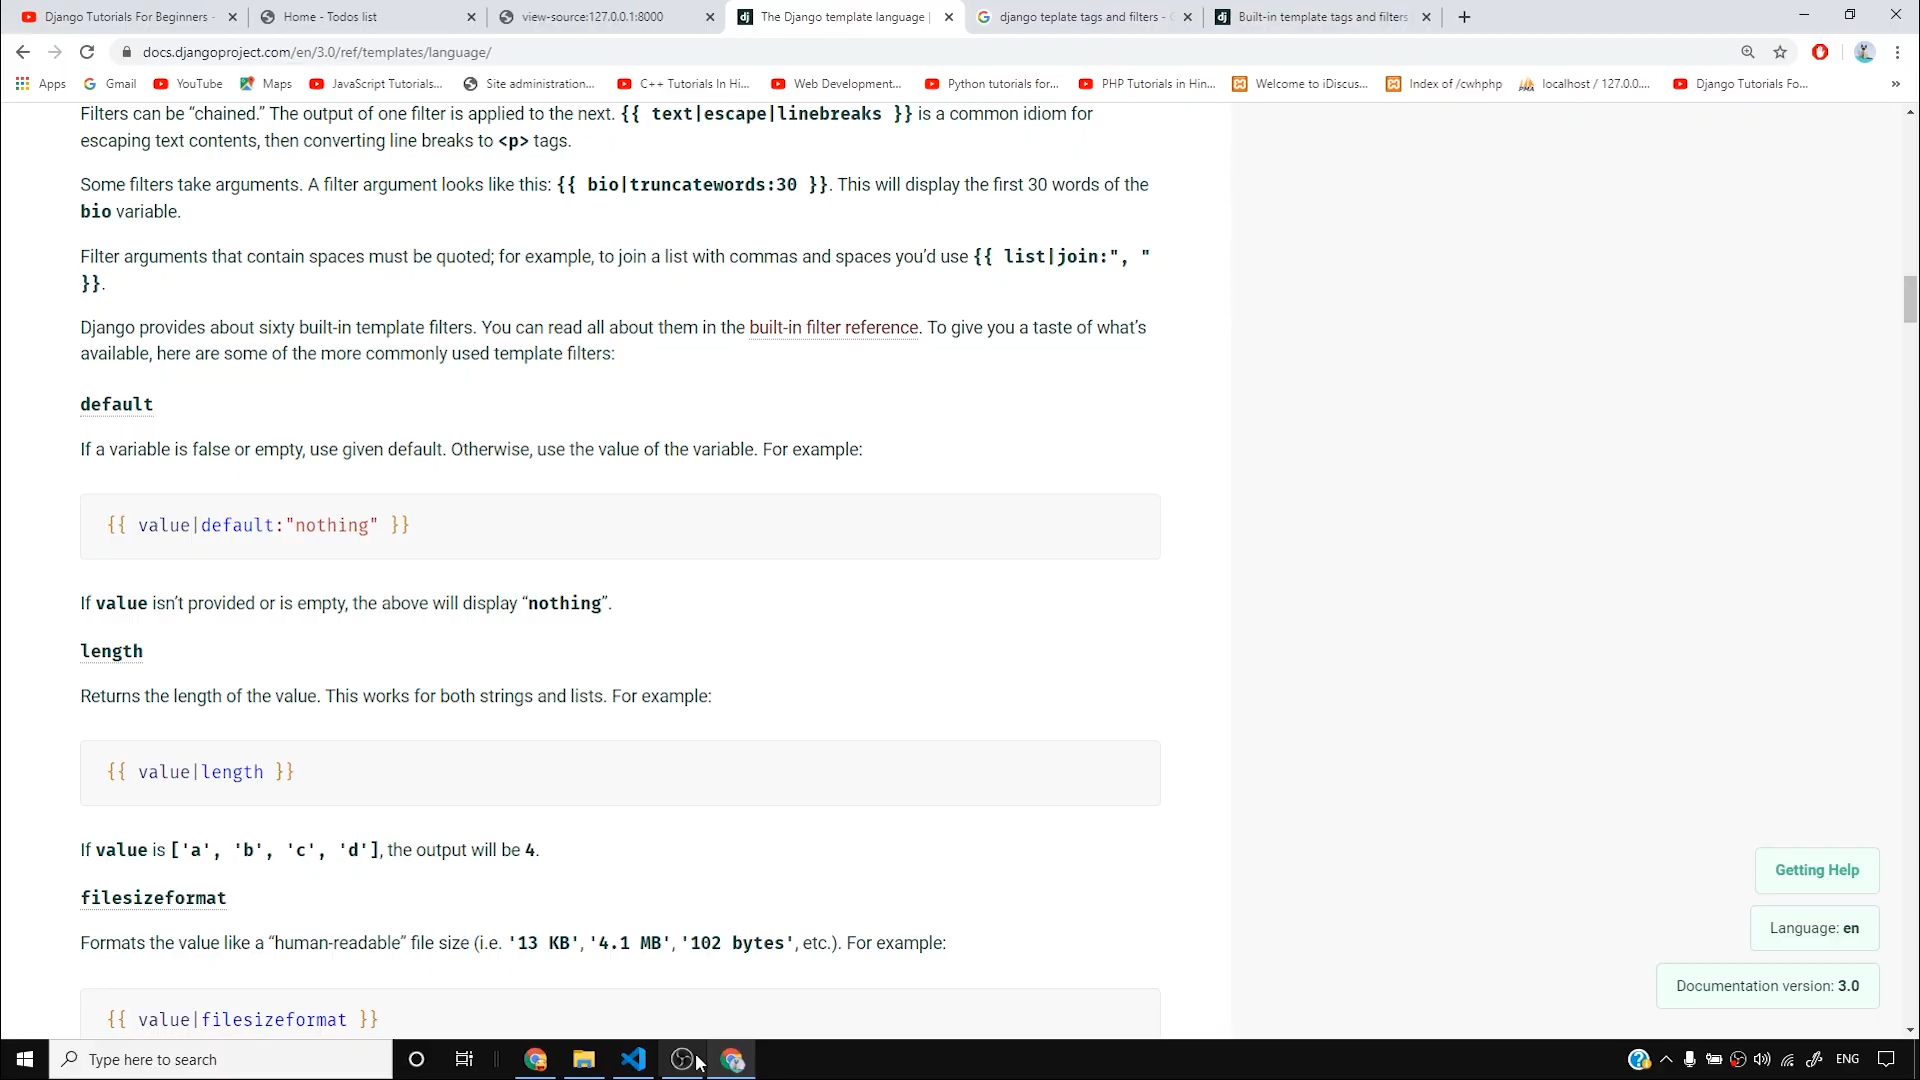 Django Tutorials For Beginners -
Home - Todos list
view-source:127.0.0.1:8000
The Django template language |
django teplate tags and filters -
Built-in template tags and filters
docs.djangoproject.com/en/3.0/ref/templates/language/
Apps
Gmail
YouTube
Maps
JavaScript Tutorials...
Site administration...
C++ Tutorials In Hi...
Web Development...
Python tutorials for...
PHP Tutorials in Hin...
Welcome to iDiscus...
Index of /cwhphp
localhost / 127.0.0....
Django Tutorials Fo...
Filters can be “chained.” The output of one filter is applied to the next. {{ text|escape|linebreaks }} is a common idiom for
escaping text contents, then converting line breaks to <p> tags.
Some filters take arguments. A filter argument looks like this: {{ bio|truncatewords:30 }}. This will display the first 30 words of the
bio variable.
Filter arguments that contain spaces must be quoted; for example, to join a list with commas and spaces you’d use {{ list|join:", "
}}.
Django provides about sixty built-in template filters. You can read all about them in the built-in filter reference. To give you a taste of what’s
available, here are some of the more commonly used template filters:
default
If a variable is false or empty, use given default. Otherwise, use the value of the variable. For example:
{{ value|default:"nothing" }}
If value isn’t provided or is empty, the above will display “nothing”.
length
Returns the length of the value. This works for both strings and lists. For example:
{{ value|length }}
If value is ['a', 'b', 'c', 'd'], the output will be 4.
filesizeformat
Formats the value like a “human-readable” file size (i.e. '13 KB', '4.1 MB', '102 bytes', etc.). For example:
{{ value|filesizeformat }}
Getting Help
Language: en
Documentation version: 3.0
Type here to search
ENG